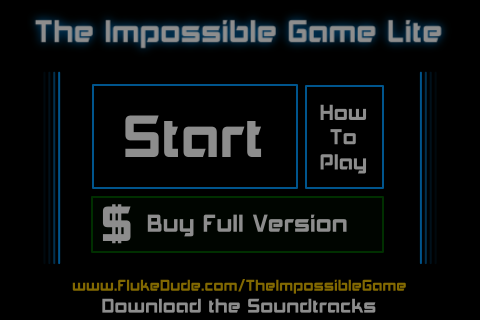 The Impossible Game Lite
Start
How
To
Play
$ Buy Full Version
www.FlukeDude.com/TheImpossibleGame
Download the Soundtracks